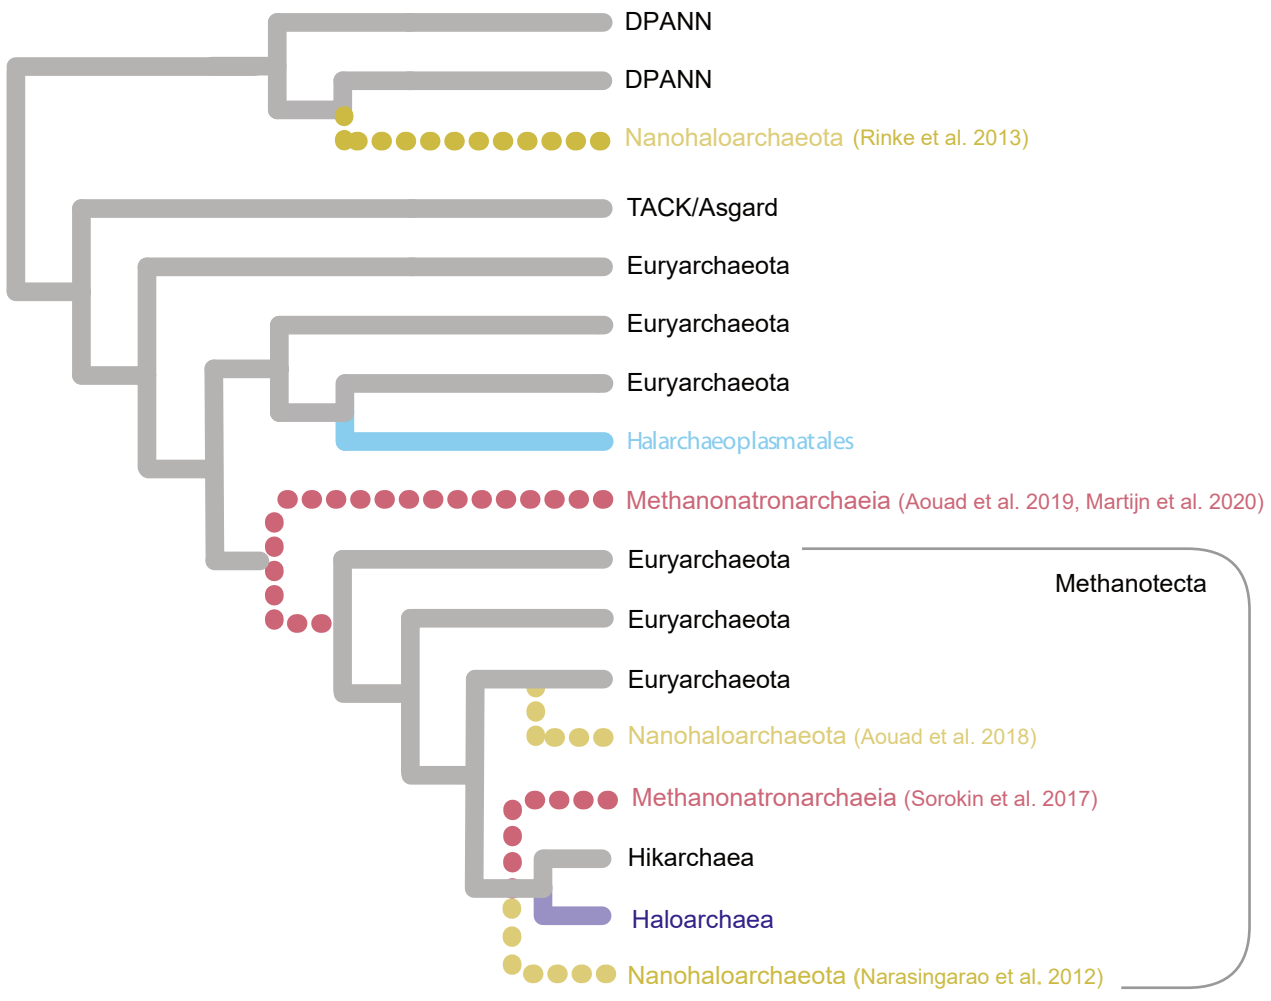 DPANN
DPANN
Nanohaloarchaeota (Rinke et al. 2013)
TACK/Asgard
Euryarchaeota
Euryarchaeota
Euryarchaeota
Halarchaeoplasmatales
Methanonatronarchaeia (Aouad et al. 2019, Martijn et al. 2020)
Euryarchaeota
Methanotecta
Euryarchaeota
Euryarchaeota
Nanohaloarchaeota (Aouad et al. 2018)
Methanonatronarchaeia (Sorokin et al. 2017)
Hikarchaea
Haloarchaea
Nanohaloarchaeota (Narasingarao et al. 2012)